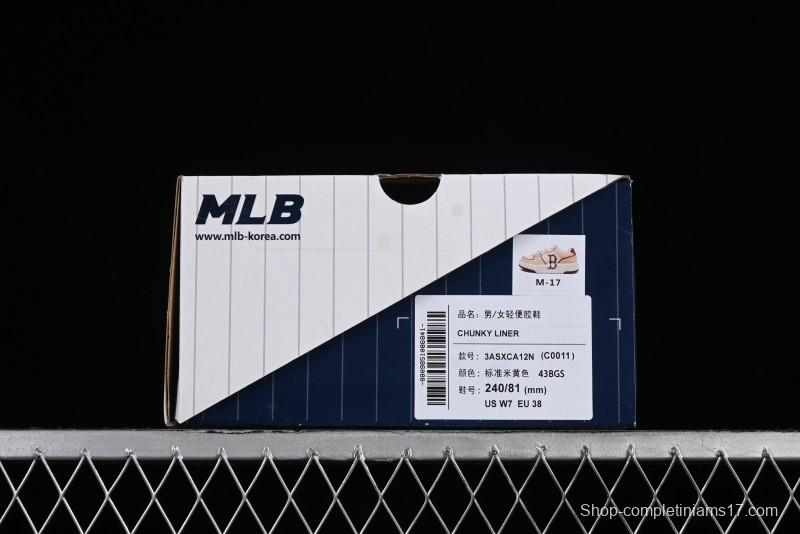 MLB
www.mlb-korea.com
B
M-17
品名: 男/女轻便胶鞋
CHUNKY LINER
款号: 3ASXCA12N (C0011)
颜色: 标准米黄色 43BGS
鞋号: 240/81 (mm)
US W7 EU 38
Shop-completiniams17.com